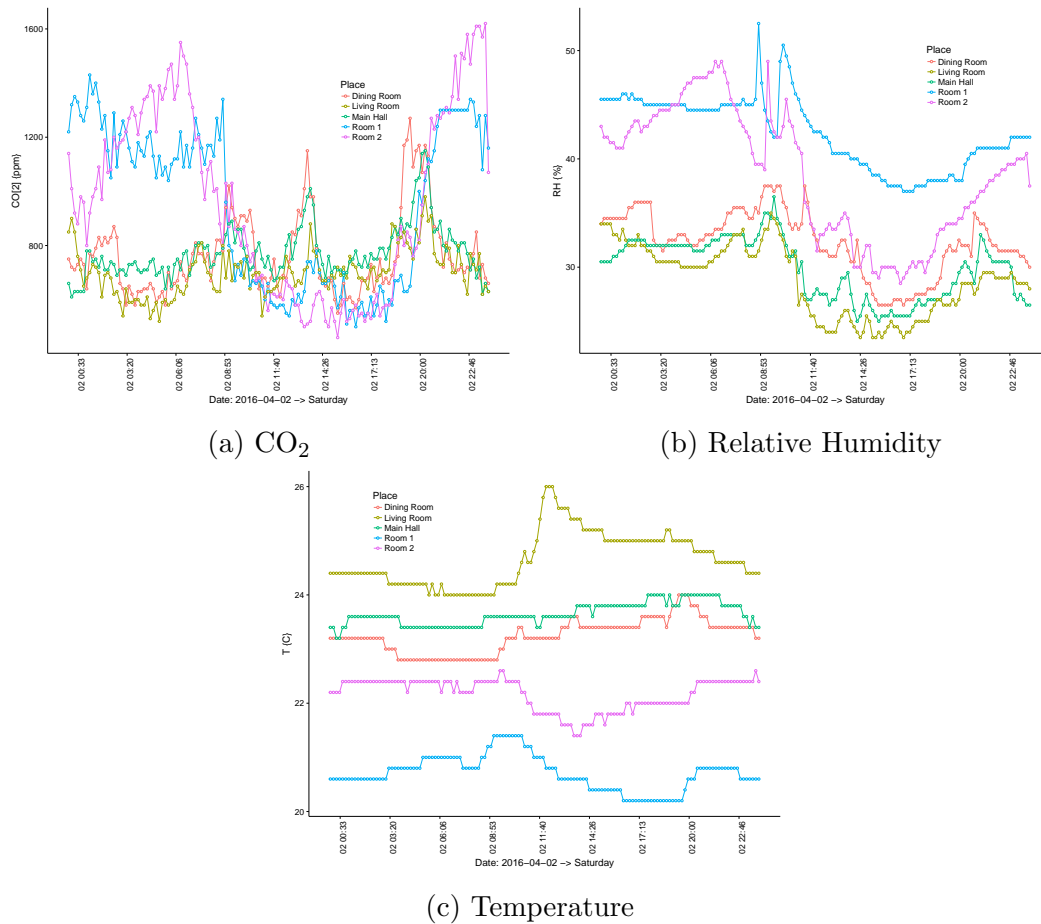 1600
1200
800
CO[2] {ppm}
Place
Dining Room
Living Room
Main Hall
Room 1
Room 2
02 00:33
02 03:20
02 06:06
02 08:53
02 11:40
02 14:26
02 17:13
02 20:00
02 22:46
Date: 2016−04−02 −> Saturday
(a) CO₂
50
40
30
RH {%}
Place
Dining Room
Living Room
Main Hall
Room 1
Room 2
02 00:33
02 03:20
02 06:06
02 08:53
02 11:40
02 14:26
02 17:13
02 20:00
02 22:46
Date: 2016−04−02 −> Saturday
(b) Relative Humidity
26
24
22
20
T {C}
Place
Dining Room
Living Room
Main Hall
Room 1
Room 2
02 00:33
02 03:20
02 06:06
02 08:53
02 11:40
02 14:26
02 17:13
02 20:00
02 22:46
Date: 2016−04−02 −> Saturday
(c) Temperature